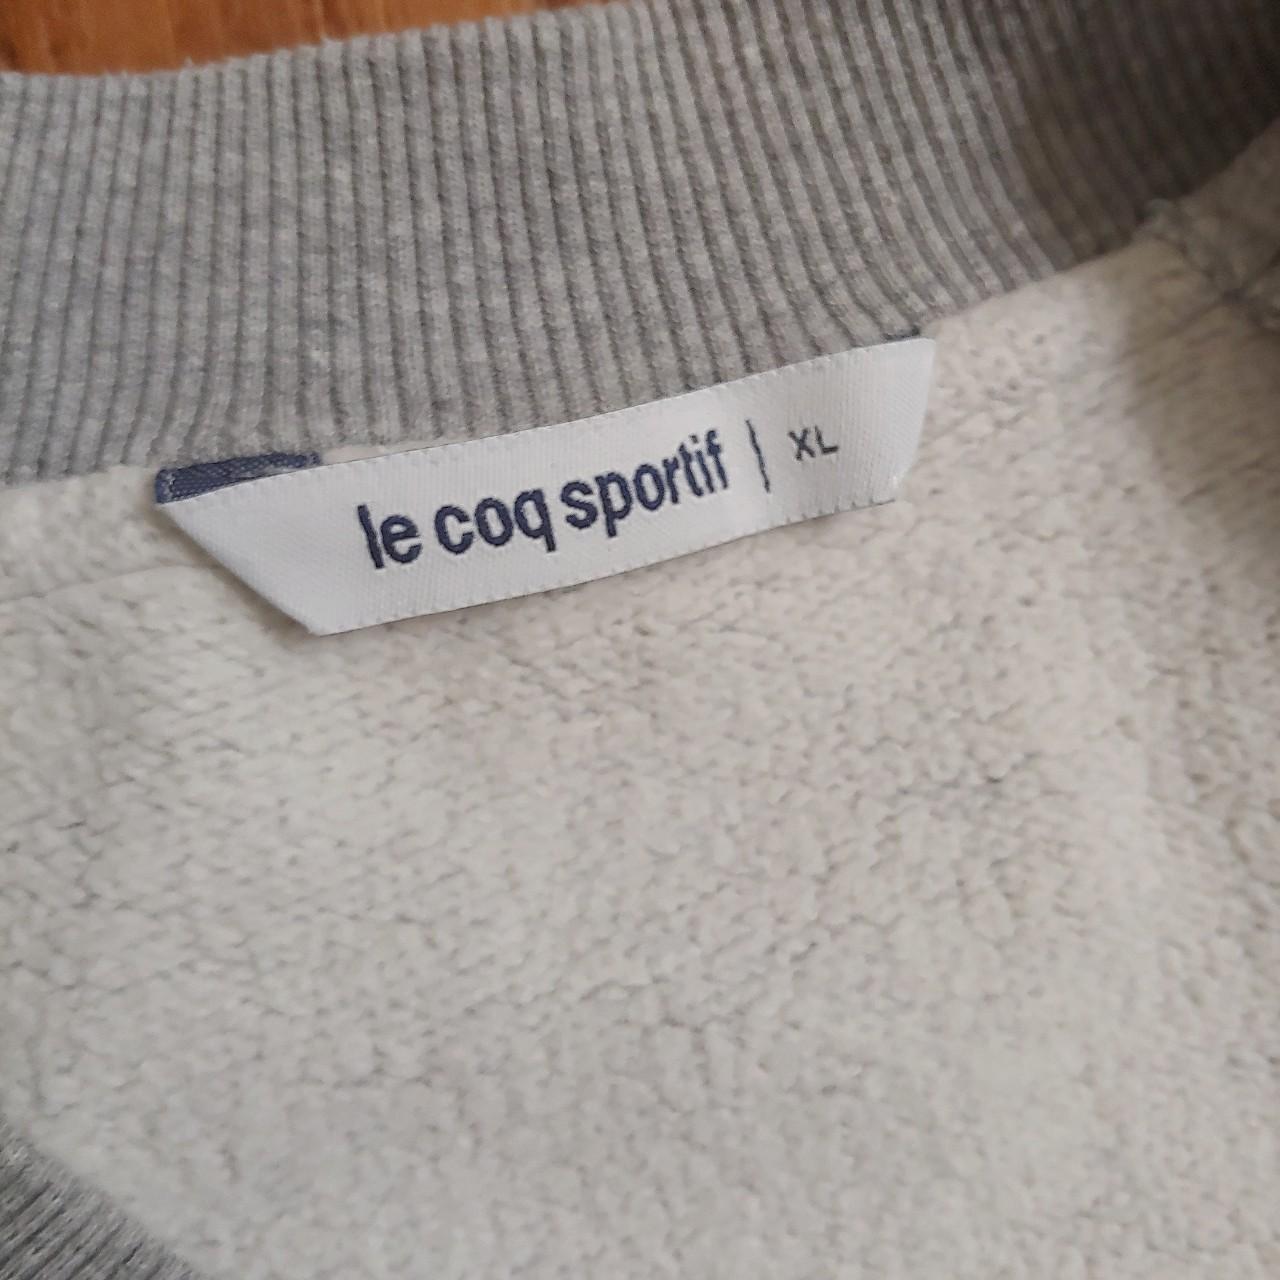 le coq sportif | XL